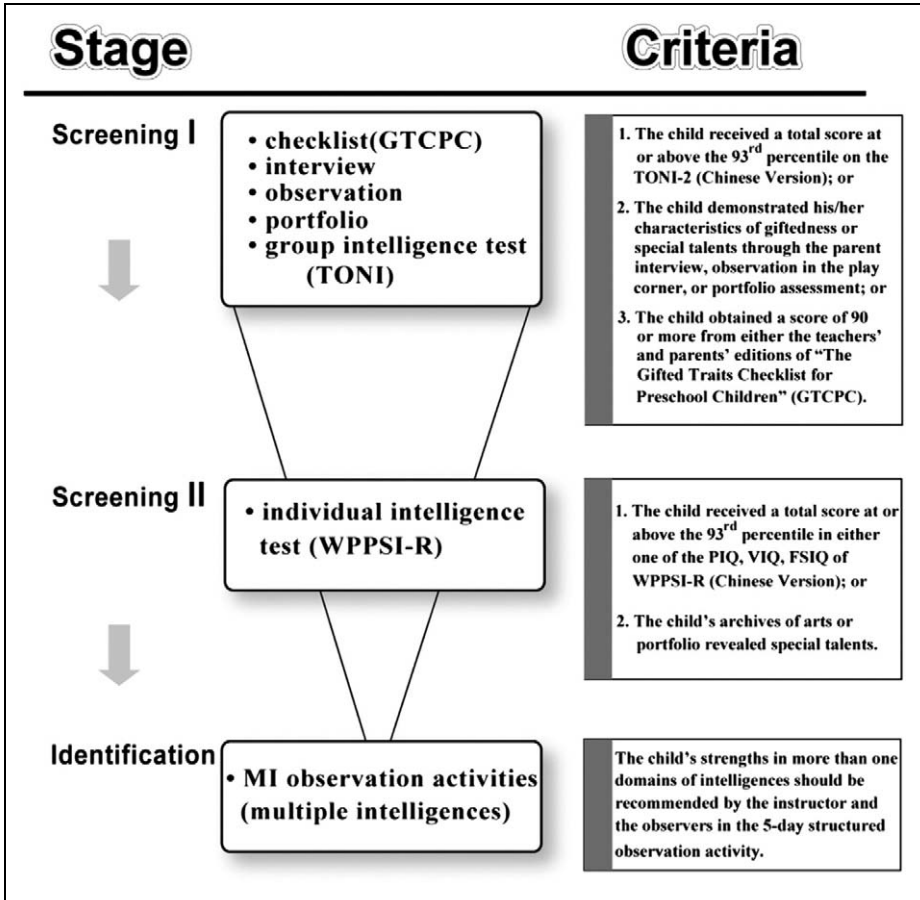 Stage
Criteria
Screening I
• checklist(GTCPC)
• interview
• observation
• portfolio
• group intelligence test
(TONI)
1. The child received a total score at
or above the 93rd percentile on the
TONI-2 (Chinese Version); or
2. The child demonstrated his/her
characteristics of giftedness or
special talents through the parent
interview, observation in the play
corner, or portfolio assessment; or
3. The child obtained a score of 90
or more from either the teachers'
and parents' editions of “The
Gifted Traits Checklist for
Preschool Children” (GTCPC).
Screening II
• individual intelligence
test (WPPSI-R)
1. The child received a total score at or
above the 93rd percentile in either
one of the PIQ, VIQ, FSIQ of
WPPSI-R (Chinese Version); or
2. The child's archives of arts or
portfolio revealed special talents.
Identification
• MI observation activities
(multiple intelligences)
The child's strengths in more than one
domains of intelligences should be
recommended by the instructor and
the observers in the 5-day structured
observation activity.